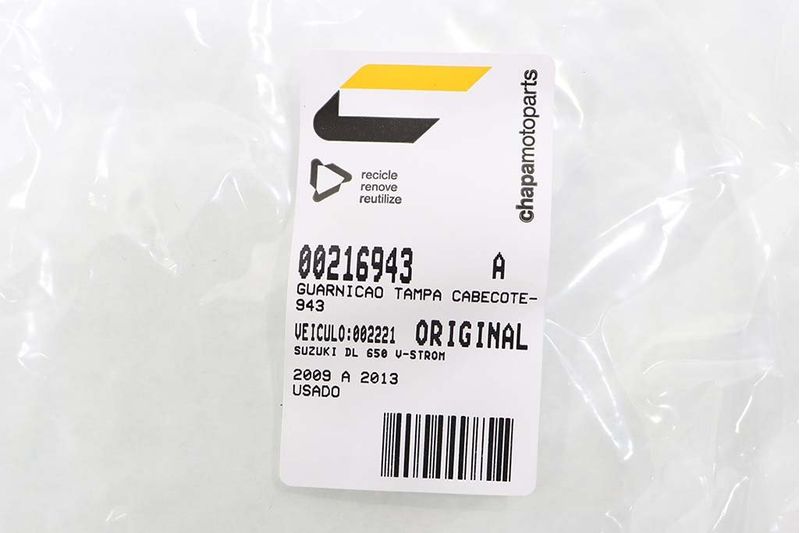 chapamotoparts
recicle
renove
reutilize
00216943 A
GUARNICAO TAMPA CABECOTE-
943
VEICULO:002221 ORIGINAL
SUZUKI DL 650 V-STROM
2009 A 2013
USADO